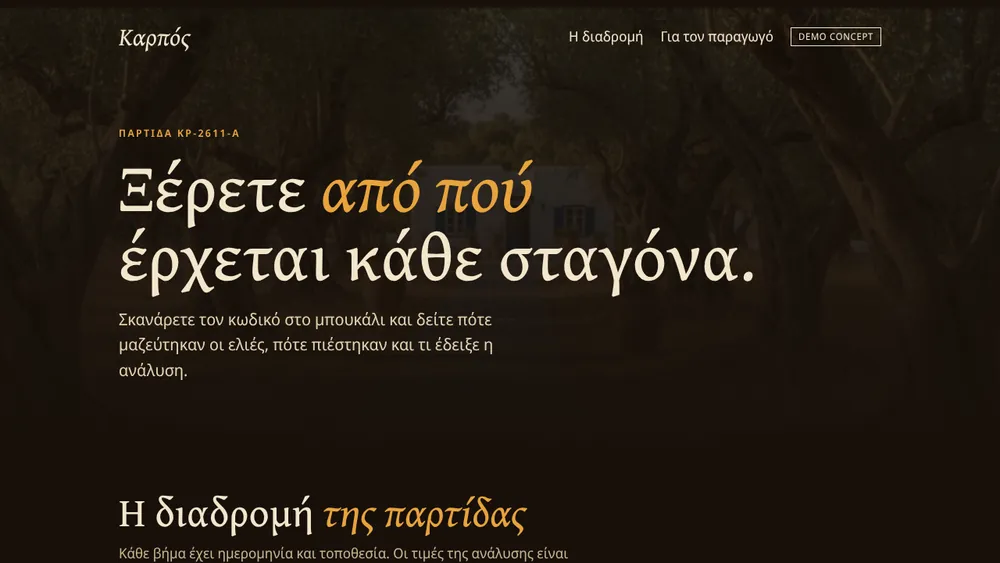 Καρπός
Η διαδρομή Για τον παραγωγό DEMO CONCEPT
ΠΑΡΤΙΔΑ ΚΡ-2611-Α
Ξέρετε από πού
έρχεται κάθε σταγόνα.
Σκανάρετε τον κωδικό στο μπουκάλι και δείτε πότε
μαζεύτηκαν οι ελιές, πότε πιέστηκαν και τι έδειξε η
ανάλυση.
Η διαδρομή της παρτίδας
Κάθε βήμα έχει ημερομηνία και τοποθεσία. Οι τιμές της ανάλυσης είναι